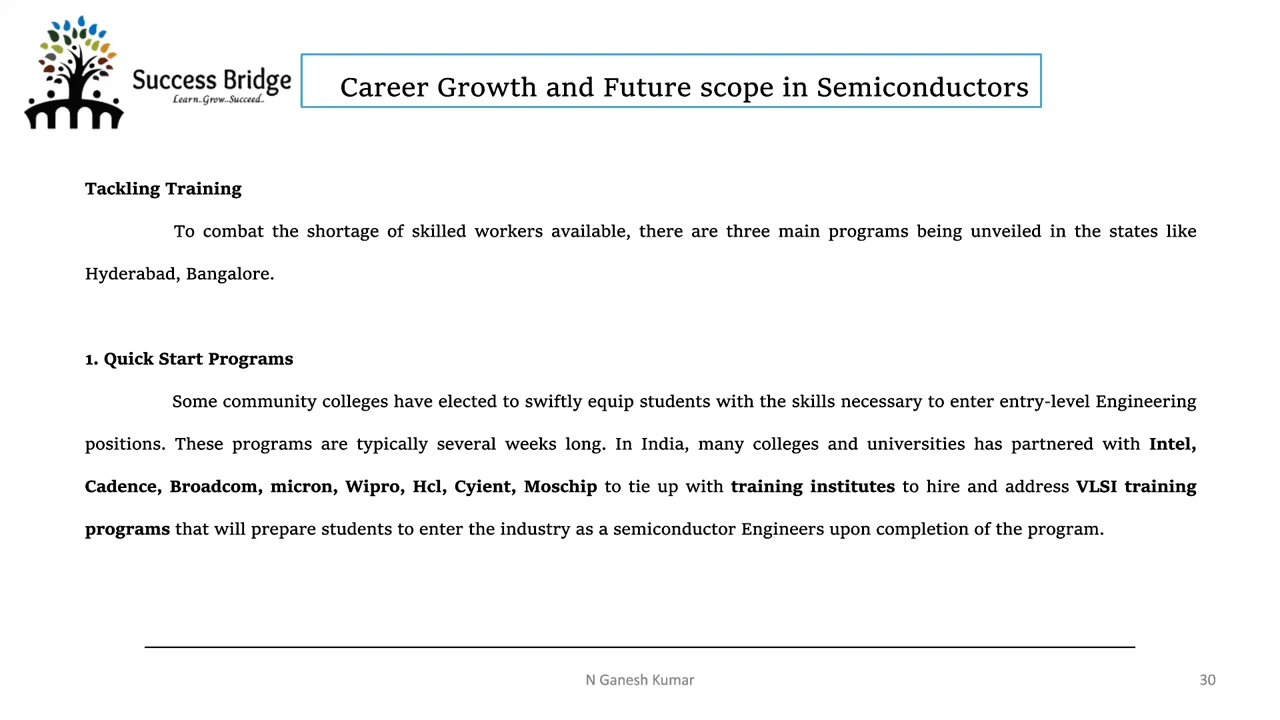 Success Bridge
Learn..Grow...Succeed..
Career Growth and Future scope in Semiconductors
Tackling Training
To combat the shortage of skilled workers available, there are three main programs being unveiled in the states like
Hyderabad, Bangalore.
1. Quick Start Programs
Some community colleges have elected to swiftly equip students with the skills necessary to enter entry-level Engineering
positions. These programs are typically several weeks long. In India, many colleges and universities has partnered with Intel,
Cadence, Broadcom, micron, Wipro, Hcl, Cyient, Moschip to tie up with training institutes to hire and address VLSI training
programs that will prepare students to enter the industry as a semiconductor Engineers upon completion of the program.
N Ganesh Kumar
30